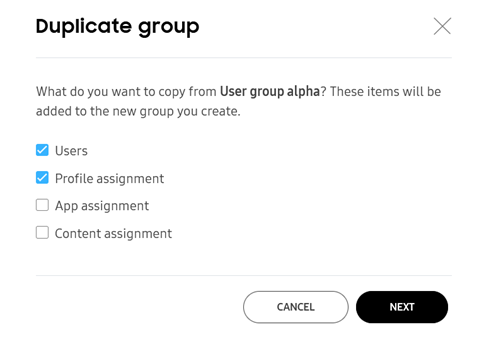 Duplicate group
What do you want to copy from User group alpha? These items will be
added to the new group you create.
Users
Profile assignment
App assignment
Content assignment
CANCEL
NEXT